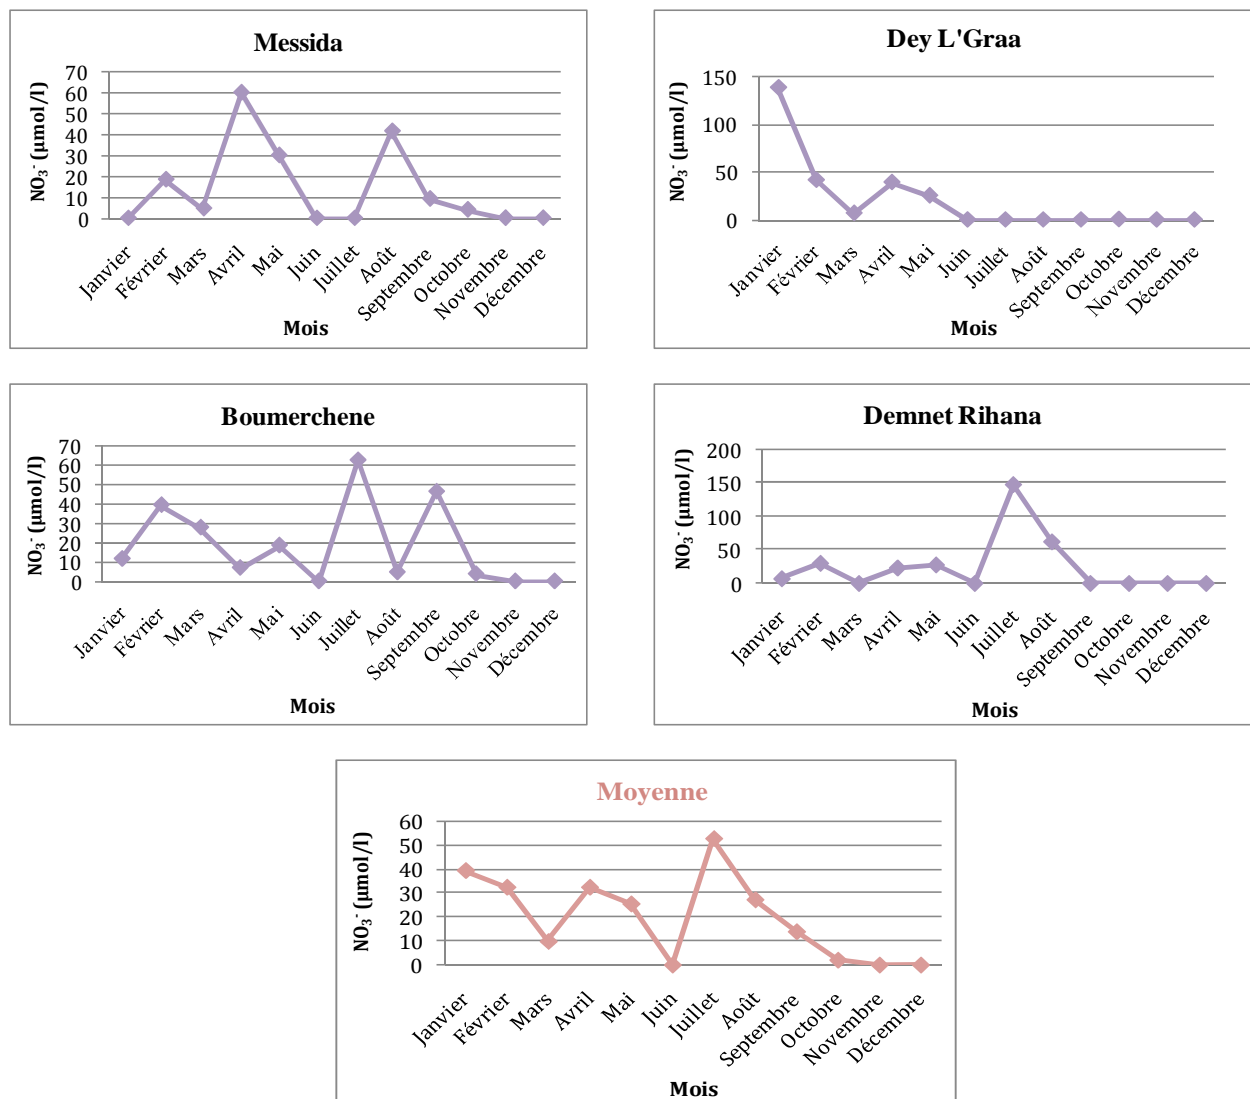 Messida
NO₃⁻ (µmol/l)
70
60
50
40
30
20
10
0
Janvier
Février
Mars
Avril
Mai
Juin
Juillet
Août
Septembre
Octobre
Novembre
Décembre
Mois
Dey L'Graa
NO₃⁻ (µmol/l)
150
100
50
0
Janvier
Février
Mars
Avril
Mai
Juin
Juillet
Août
Septembre
Octobre
Novembre
Décembre
Mois
Boumerchene
NO₃⁻ (µmol/l)
70
60
50
40
30
20
10
0
Janvier
Février
Mars
Avril
Mai
Juin
Juillet
Août
Septembre
Octobre
Novembre
Décembre
Mois
Demnet Rihana
NO₃⁻ (µmol/l)
200
150
100
50
0
Janvier
Février
Mars
Avril
Mai
Juin
Juillet
Août
Septembre
Octobre
Novembre
Décembre
Mois
Moyenne
NO₃⁻ (µmol/l)
60
50
40
30
20
10
0
Janvier
Février
Mars
Avril
Mai
Juin
Juillet
Août
Septembre
Octobre
Novembre
Décembre
Mois